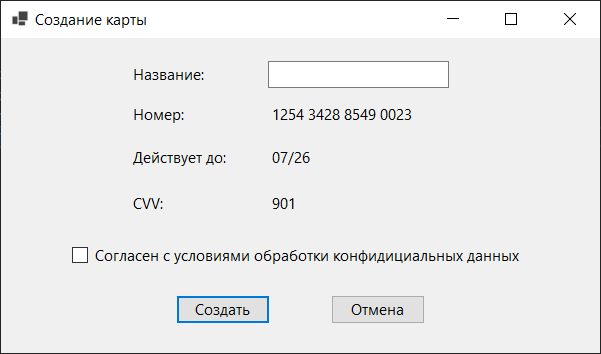 Создание карты
Название:
Номер: 1254 3428 8549 0023
Действует до: 07/26
CVV: 901
Согласен с условиями обработки конфидициальных данных
Создать Отмена